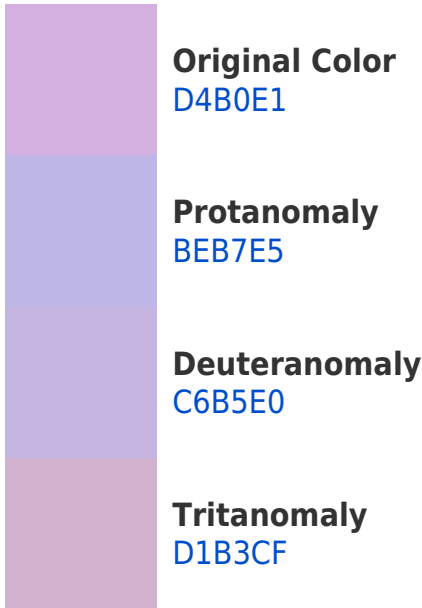 Original Color
D4B0E1
Protanomaly
BEB7E5
Deuteranomaly
C6B5E0
Tritanomaly
D1B3CF